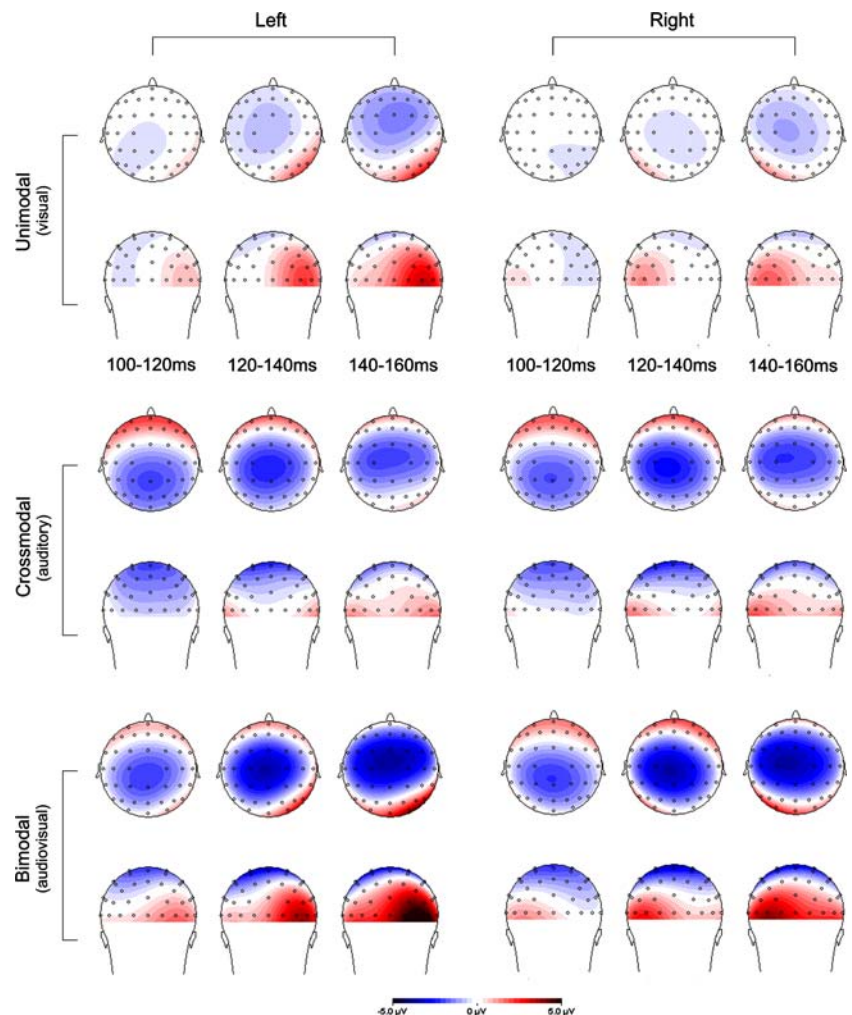 Left Right
Unimodal
(visual)
100-120ms 120-140ms 140-160ms 100-120ms 120-140ms 140-160ms
Crossmodal
(auditory)
Bimodal
(audiovisual)
-5.0 µV 0 µV 5.0 µV